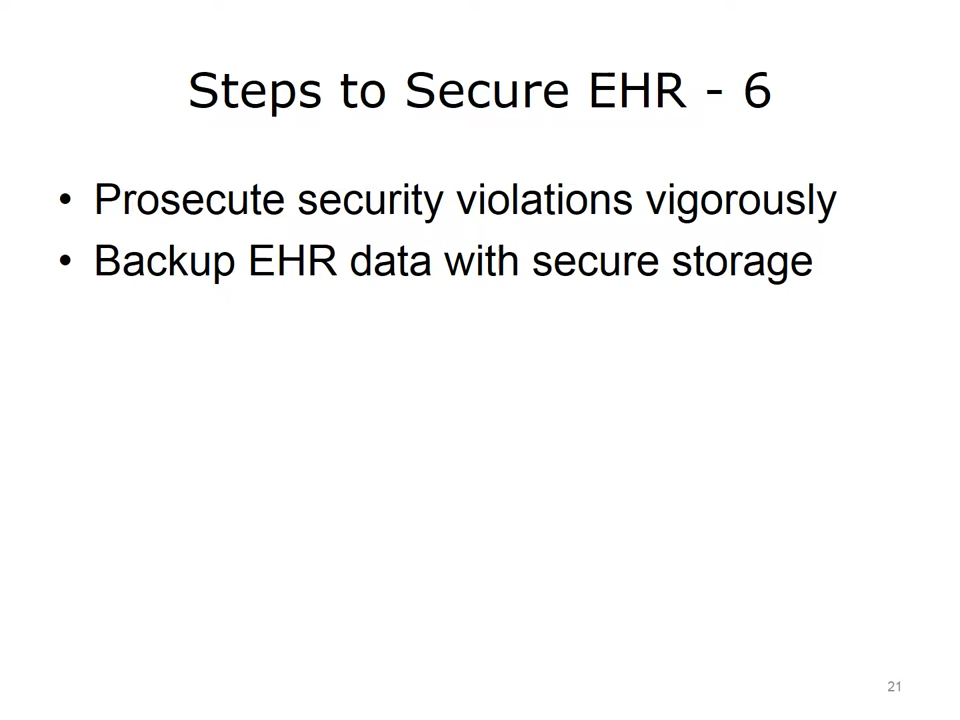 Steps to Secure EHR - 6
• Prosecute security violations vigorously
• Backup EHR data with secure storage
21